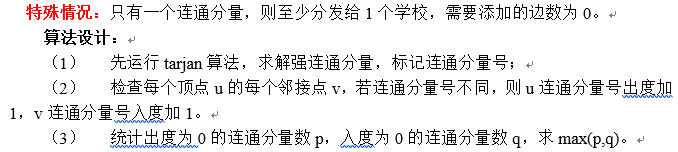 特殊情况：只有一个连通分量，则至少分发给 1 个学校，需要添加的边数为 0。
算法设计：
（1） 先运行 tarjan 算法，求解强连通分量，标记连通分量号；
（2） 检查每个顶点 u 的每个邻接点 v，若连通分量号不同，则 u 连通分量号出度加
1，v 连通分量号入度加 1。
（3） 统计出度为 0 的连通分量数 p，入度为 0 的连通分量数 q，求 max(p,q)。